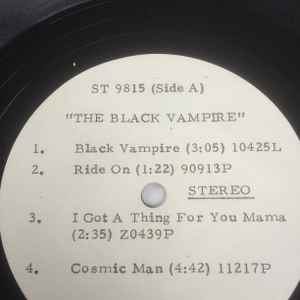 ST 9815 (Side A)
"THE BLACK VAMPIRE"
1. Black Vampire (3:05) 10425L
2. Ride On (1:22) 90913P
STEREO
3. I Got A Thing For You Mama
(2:35) Z0439P
4. Cosmic Man (4:42) 11217P